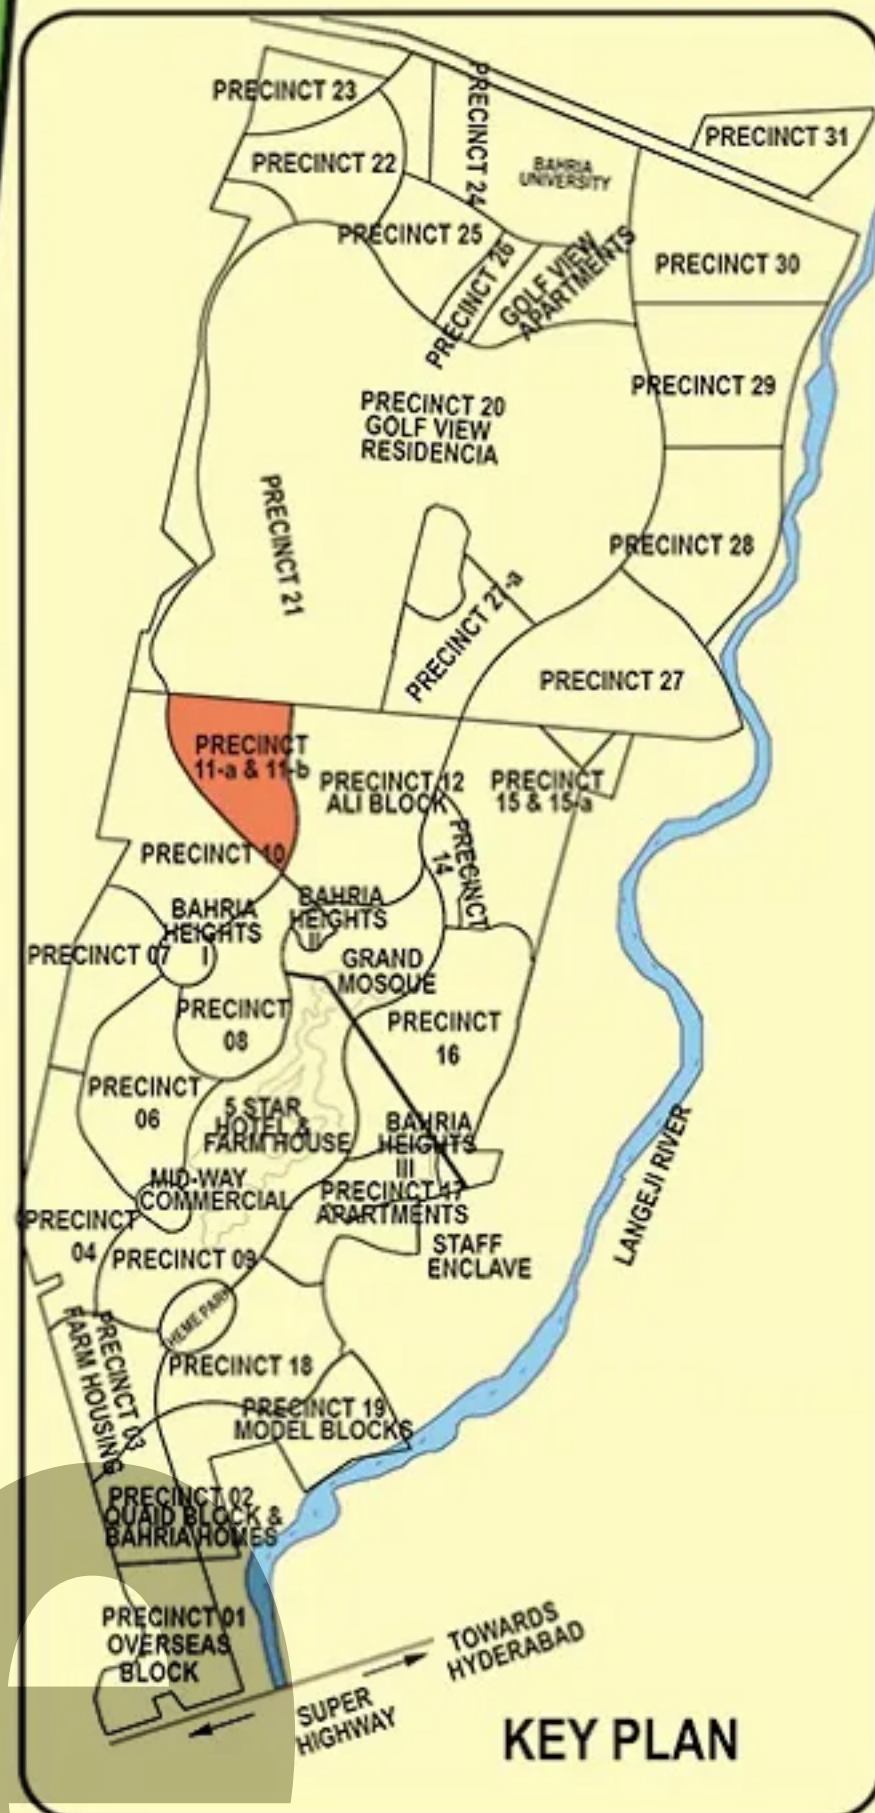 PRECINCT 23
PRECINCT 31
PRECINCT 24
PRECINCT 22
BAHRIA
UNIVERSITY
PRECINCT 25
PRECINCT 26
GOLF VIEW
APARTMENTS
PRECINCT 30
PRECINCT 29
PRECINCT 20
GOLF VIEW
RESIDENCIA
PRECINCT 21
PRECINCT 28
PRECINCT 27-a
PRECINCT 27
PRECINCT
11-a & 11-b
PRECINCT 12
ALI BLOCK
PRECINCT
15 & 15-a
PRECINCT
14
PRECINCT 10
BAHRIA
HEIGHTS
I
BAHRIA
HEIGHTS
II
PRECINCT 07
GRAND
MOSQUE
PRECINCT
08
PRECINCT
16
PRECINCT
06
5 STAR
HOTEL &
FARM HOUSE
BAHRIA
HEIGHTS
III
MID-WAY
COMMERCIAL
PRECINCT 17
APARTMENTS
LANGEJI RIVER
PRECINCT
04
PRECINCT 09
STAFF
ENCLAVE
HEME PARK
PRECINCT 03
FARM HOUSING
PRECINCT 18
PRECINCT 19
MODEL BLOCKS
PRECINCT 02
QUAID BLOCK &
BAHRIA HOMES
PRECINCT 01
OVERSEAS
BLOCK
TOWARDS
HYDERABAD
SUPER
HIGHWAY
KEY PLAN